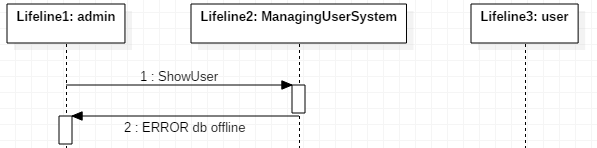 Lifeline1: admin
Lifeline2: ManagingUserSystem
Lifeline3: user
1 : ShowUser
2 : ERROR db offline